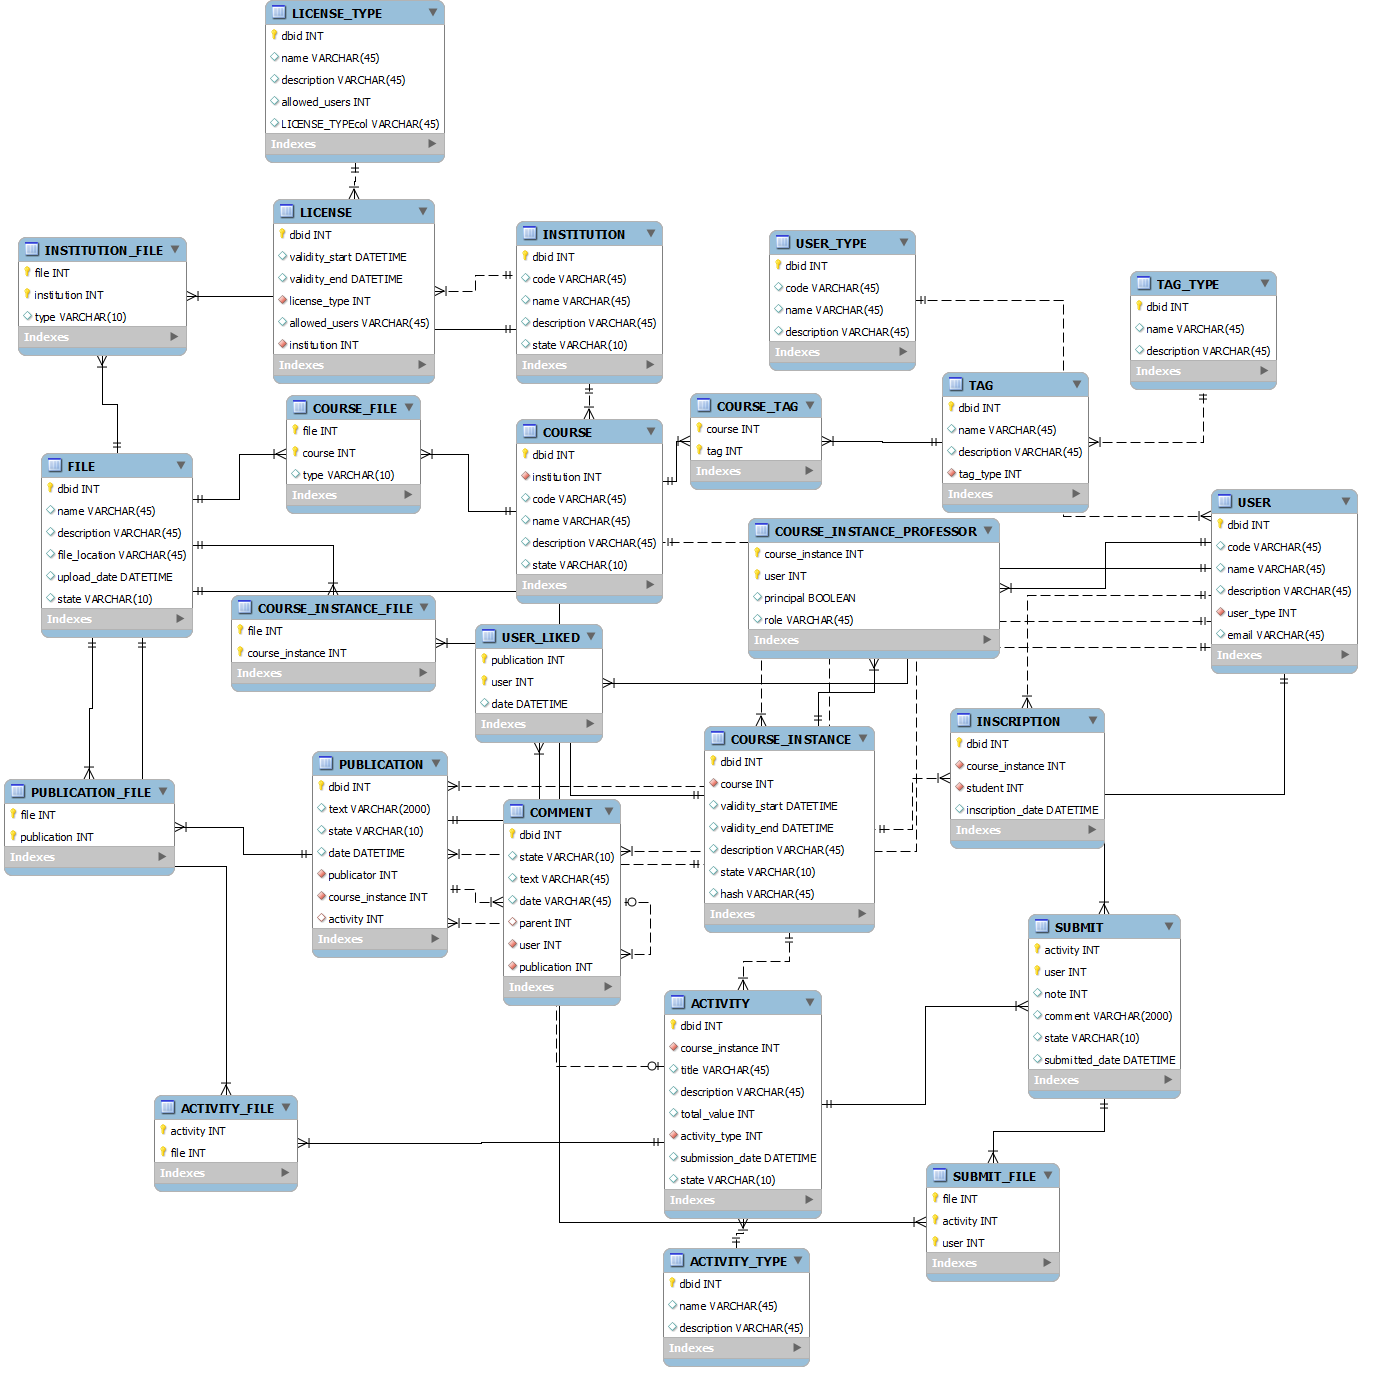 LICENSE_TYPE
dbid INT
name VARCHAR(45)
description VARCHAR(45)
allowed_users INT
LICENSE_TYPEcol VARCHAR(45)
Indexes
LICENSE
dbid INT
validity_start DATETIME
validity_end DATETIME
license_type INT
allowed_users VARCHAR(45)
institution INT
Indexes
INSTITUTION
dbid INT
code VARCHAR(45)
name VARCHAR(45)
description VARCHAR(45)
state VARCHAR(10)
Indexes
USER_TYPE
dbid INT
code VARCHAR(45)
name VARCHAR(45)
description VARCHAR(45)
Indexes
INSTITUTION_FILE
file INT
institution INT
type VARCHAR(10)
Indexes
TAG_TYPE
dbid INT
name VARCHAR(45)
description VARCHAR(45)
Indexes
TAG
dbid INT
name VARCHAR(45)
description VARCHAR(45)
tag_type INT
Indexes
COURSE_TAG
course INT
tag INT
Indexes
COURSE_FILE
file INT
course INT
type VARCHAR(10)
Indexes
COURSE
dbid INT
institution INT
code VARCHAR(45)
name VARCHAR(45)
description VARCHAR(45)
state VARCHAR(10)
Indexes
FILE
dbid INT
name VARCHAR(45)
description VARCHAR(45)
file_location VARCHAR(45)
upload_date DATETIME
state VARCHAR(10)
Indexes
USER
dbid INT
code VARCHAR(45)
name VARCHAR(45)
description VARCHAR(45)
user_type INT
email VARCHAR(45)
Indexes
COURSE_INSTANCE_PROFESSOR
course_instance INT
user INT
principal BOOLEAN
role VARCHAR(45)
Indexes
COURSE_INSTANCE_FILE
file INT
course_instance INT
Indexes
USER_LIKED
publication INT
user INT
date DATETIME
Indexes
INSCRIPTION
dbid INT
course_instance INT
student INT
inscription_date DATETIME
Indexes
COURSE_INSTANCE
dbid INT
course INT
validity_start DATETIME
validity_end DATETIME
description VARCHAR(45)
state VARCHAR(10)
hash VARCHAR(45)
Indexes
PUBLICATION
dbid INT
text VARCHAR(2000)
state VARCHAR(10)
date DATETIME
publicator INT
course_instance INT
activity INT
Indexes
PUBLICATION_FILE
file INT
publication INT
Indexes
COMMENT
dbid INT
state VARCHAR(10)
text VARCHAR(45)
date VARCHAR(45)
parent INT
user INT
publication INT
Indexes
SUBMIT
activity INT
user INT
note INT
comment VARCHAR(2000)
state VARCHAR(10)
submitted_date DATETIME
Indexes
ACTIVITY
dbid INT
course_instance INT
title VARCHAR(45)
description VARCHAR(45)
total_value INT
activity_type INT
submission_date DATETIME
state VARCHAR(10)
Indexes
ACTIVITY_FILE
activity INT
file INT
Indexes
SUBMIT_FILE
file INT
activity INT
user INT
Indexes
ACTIVITY_TYPE
dbid INT
name VARCHAR(45)
description VARCHAR(45)
Indexes